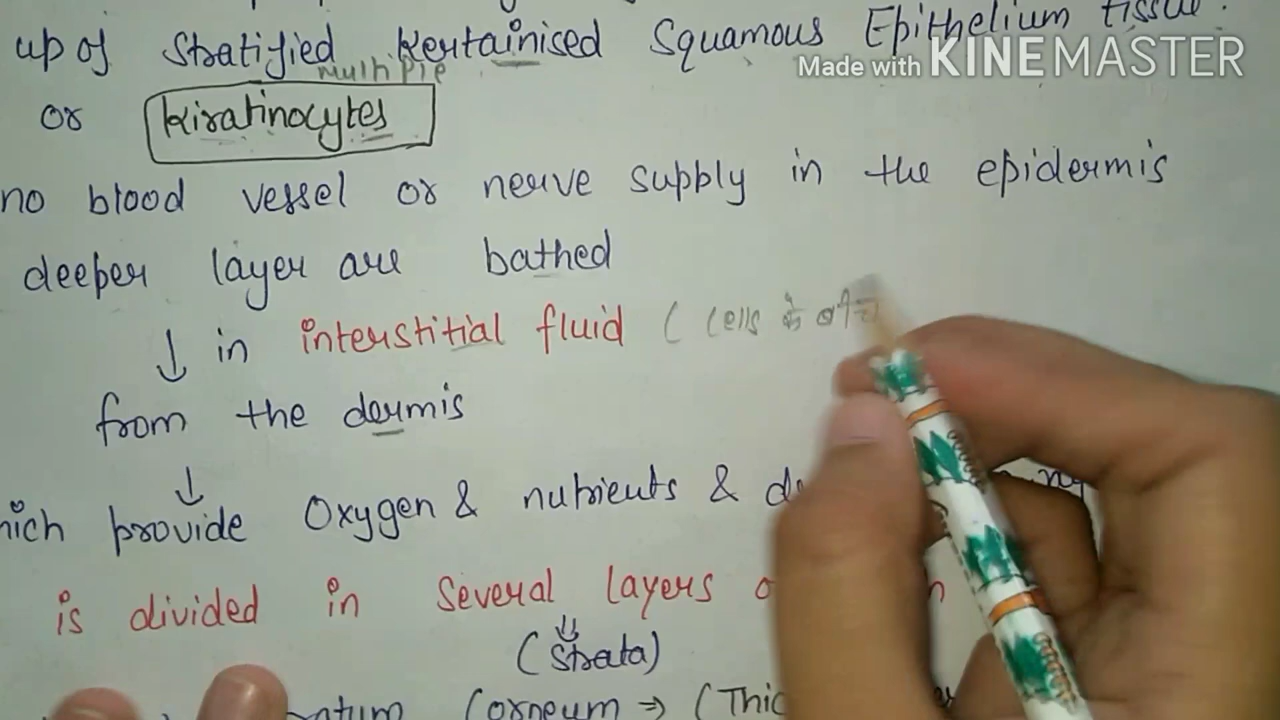 up of Stratified Kertainised Squamous Epithelium tissue.
Made with KINEMASTER
multiple
or Kiratinocytes
no blood vessel or nerve supply in the epidermis
deeper layer are bathed
↓ in interstitial fluid ( Cells के
from the dermis
↓
hich provide Oxygen & nutrients &
is divided in Several layers
⇓
(Strata)
(orneum ⇒ (Thic